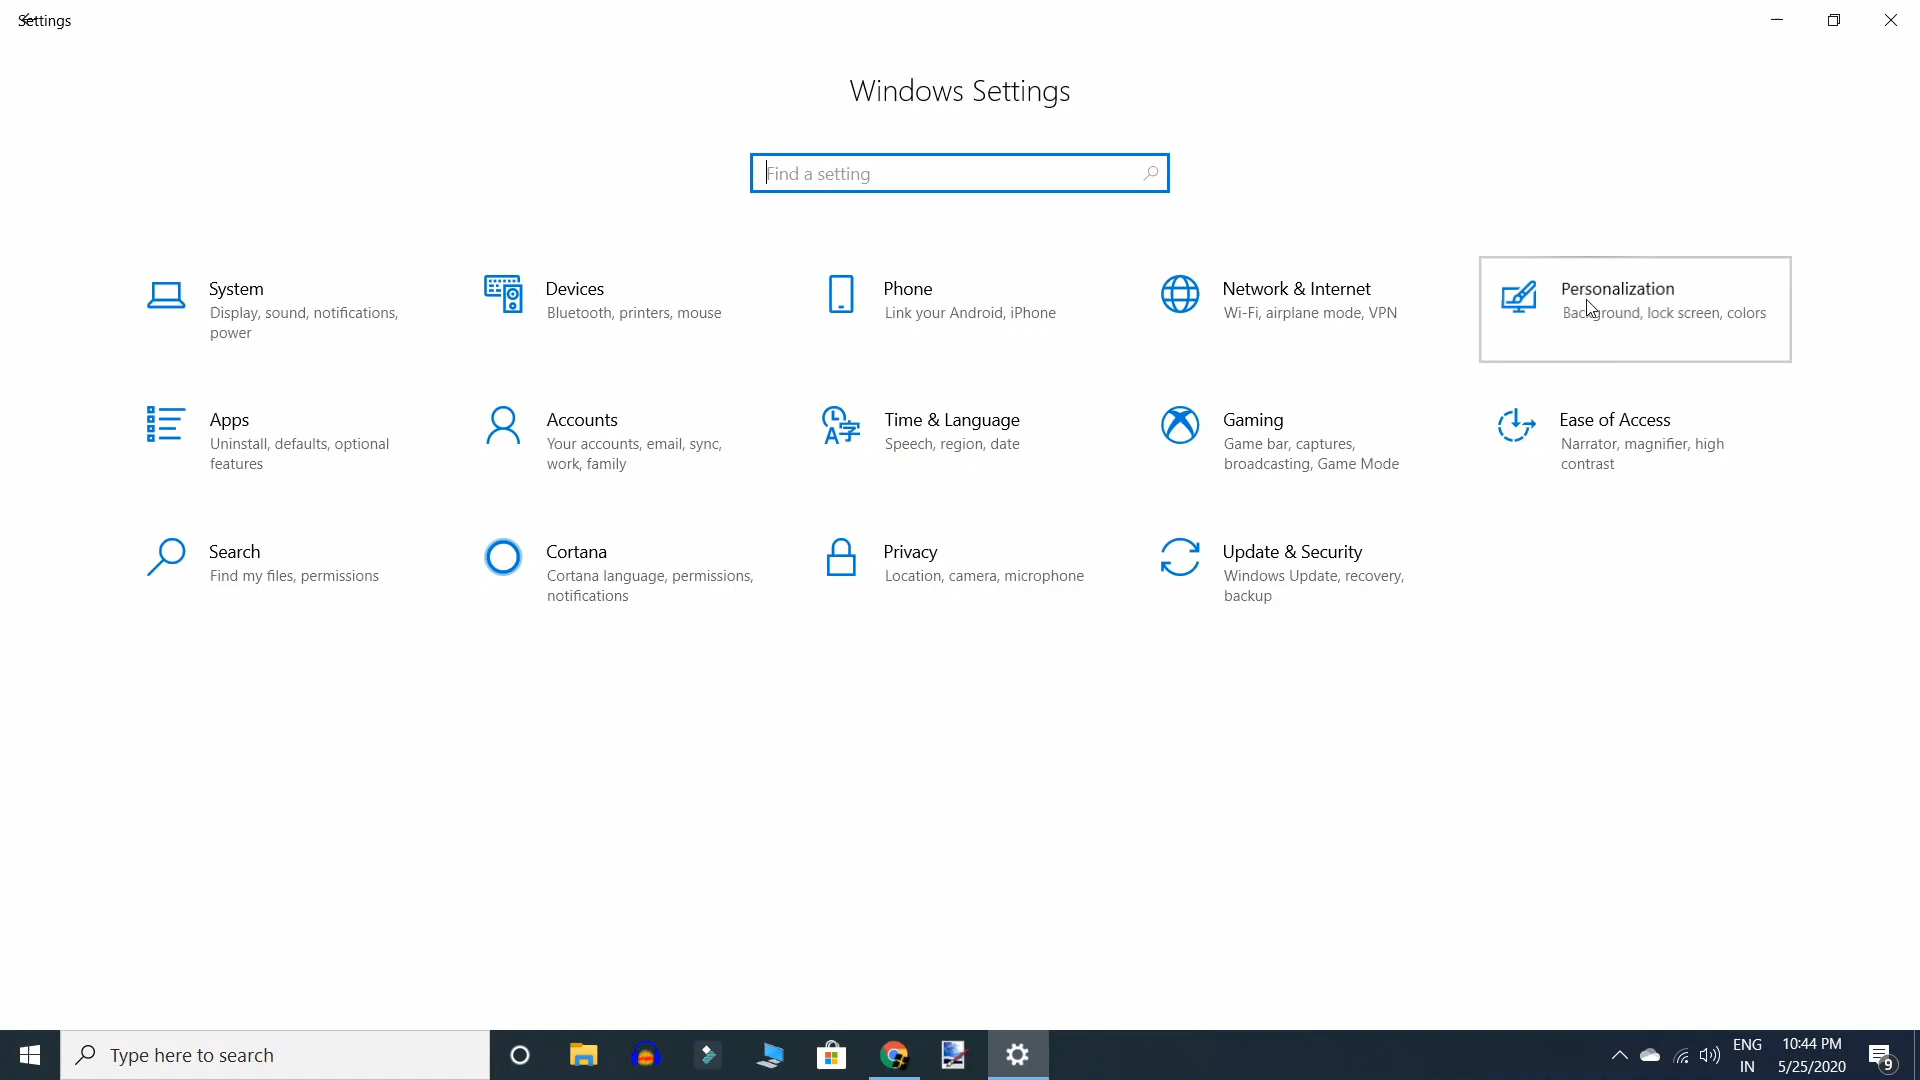 Settings
Windows Settings
Find a setting
System
Display, sound, notifications,
power
Devices
Bluetooth, printers, mouse
Phone
Link your Android, iPhone
Network & Internet
Wi-Fi, airplane mode, VPN
Personalization
Background, lock screen, colors
Apps
Uninstall, defaults, optional
features
Accounts
Your accounts, email, sync,
work, family
Time & Language
Speech, region, date
Gaming
Game bar, captures,
broadcasting, Game Mode
Ease of Access
Narrator, magnifier, high
contrast
Search
Find my files, permissions
Cortana
Cortana language, permissions,
notifications
Privacy
Location, camera, microphone
Update & Security
Windows Update, recovery,
backup
Type here to search
ENG
IN
10:44 PM
5/25/2020
9